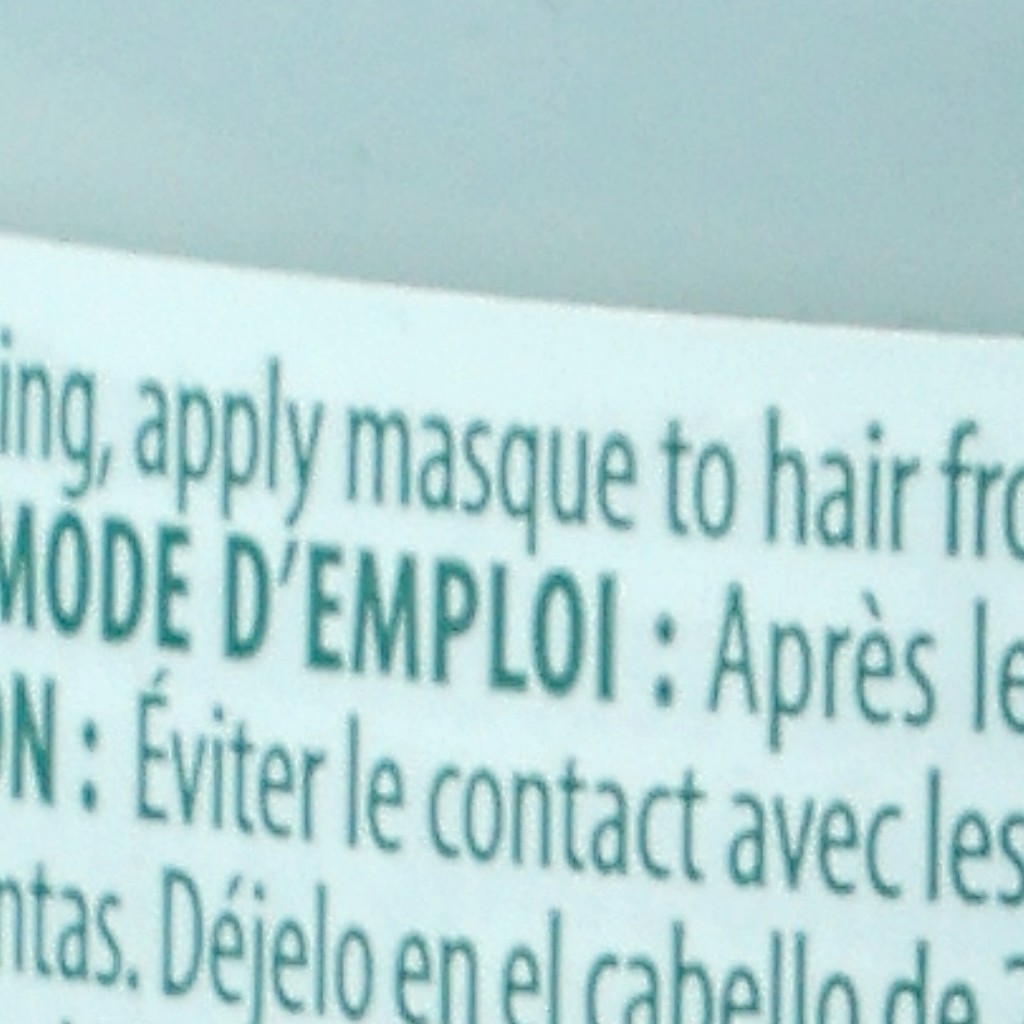 ing, apply masque to hair fro
MODE D'EMPLOI : Après le
ON : Éviter le contact avec les
ntas. Déjelo en el cabello de